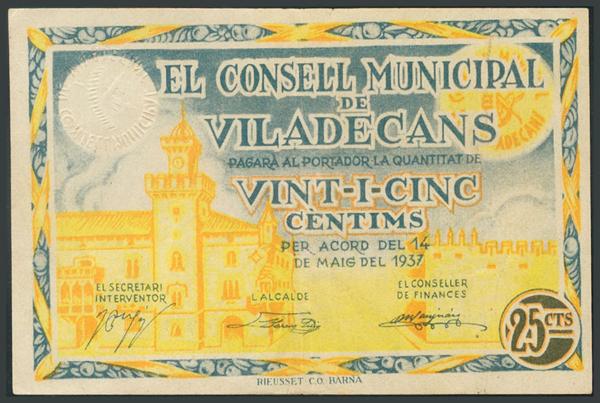 EL CONSELL MUNICIPAL
DE
VILADECANS
PAGARÀ AL PORTADOR LA QUANTITAT DE
VINT-I-CINC
CÈNTIMS
PER ACORD DEL 14
DE MAIG DEL 1937
EL SECRETARI
INTERVENTOR
L'ALCALDE
EL CONSELLER
DE FINANCES
25 CTS
RIEUSSET C.O. BARNA